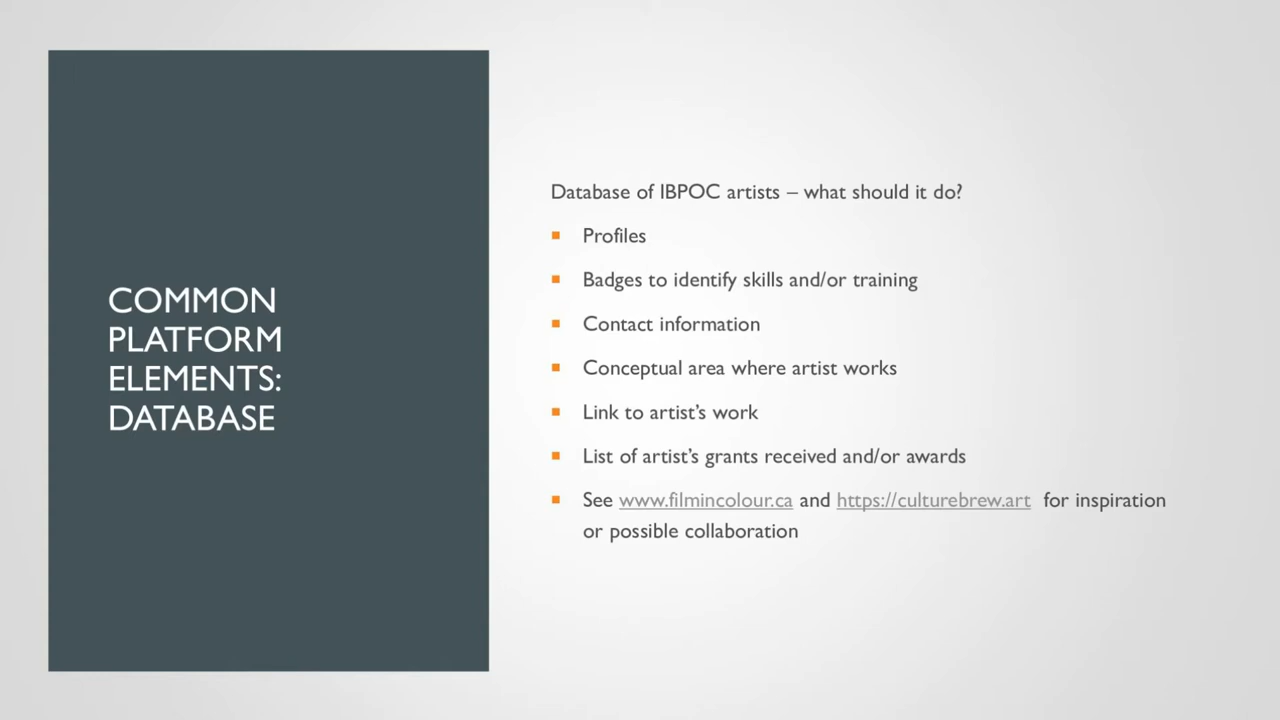 COMMON
PLATFORM
ELEMENTS:
DATABASE
Database of IBPOC artists – what should it do?
Profiles
Badges to identify skills and/or training
Contact information
Conceptual area where artist works
Link to artist’s work
List of artist’s grants received and/or awards
See www.filmincolour.ca and https://culturebrew.art for inspiration
or possible collaboration